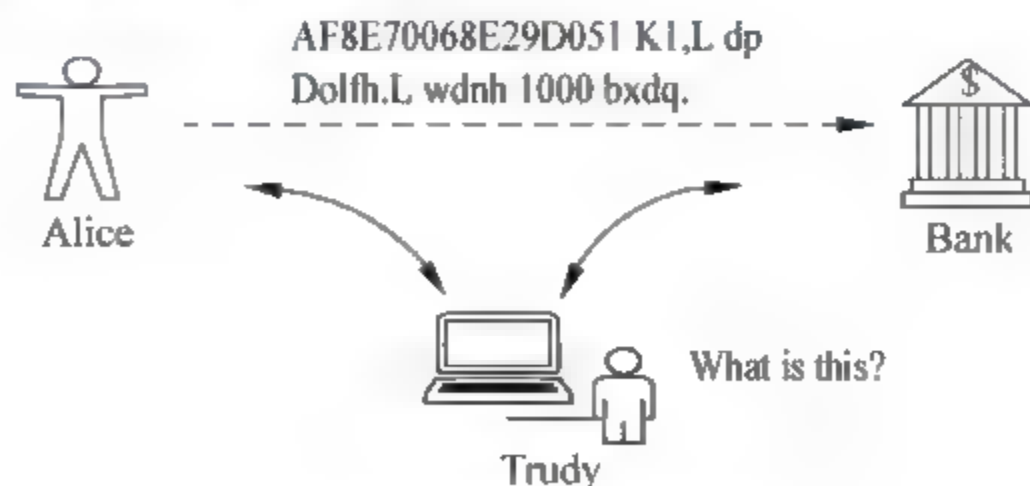 AF8E70068E29D051 K1,L dp
Dolfh.L wdnh 1000 bxdq.
$
Alice
Bank
What is this?
Trudy